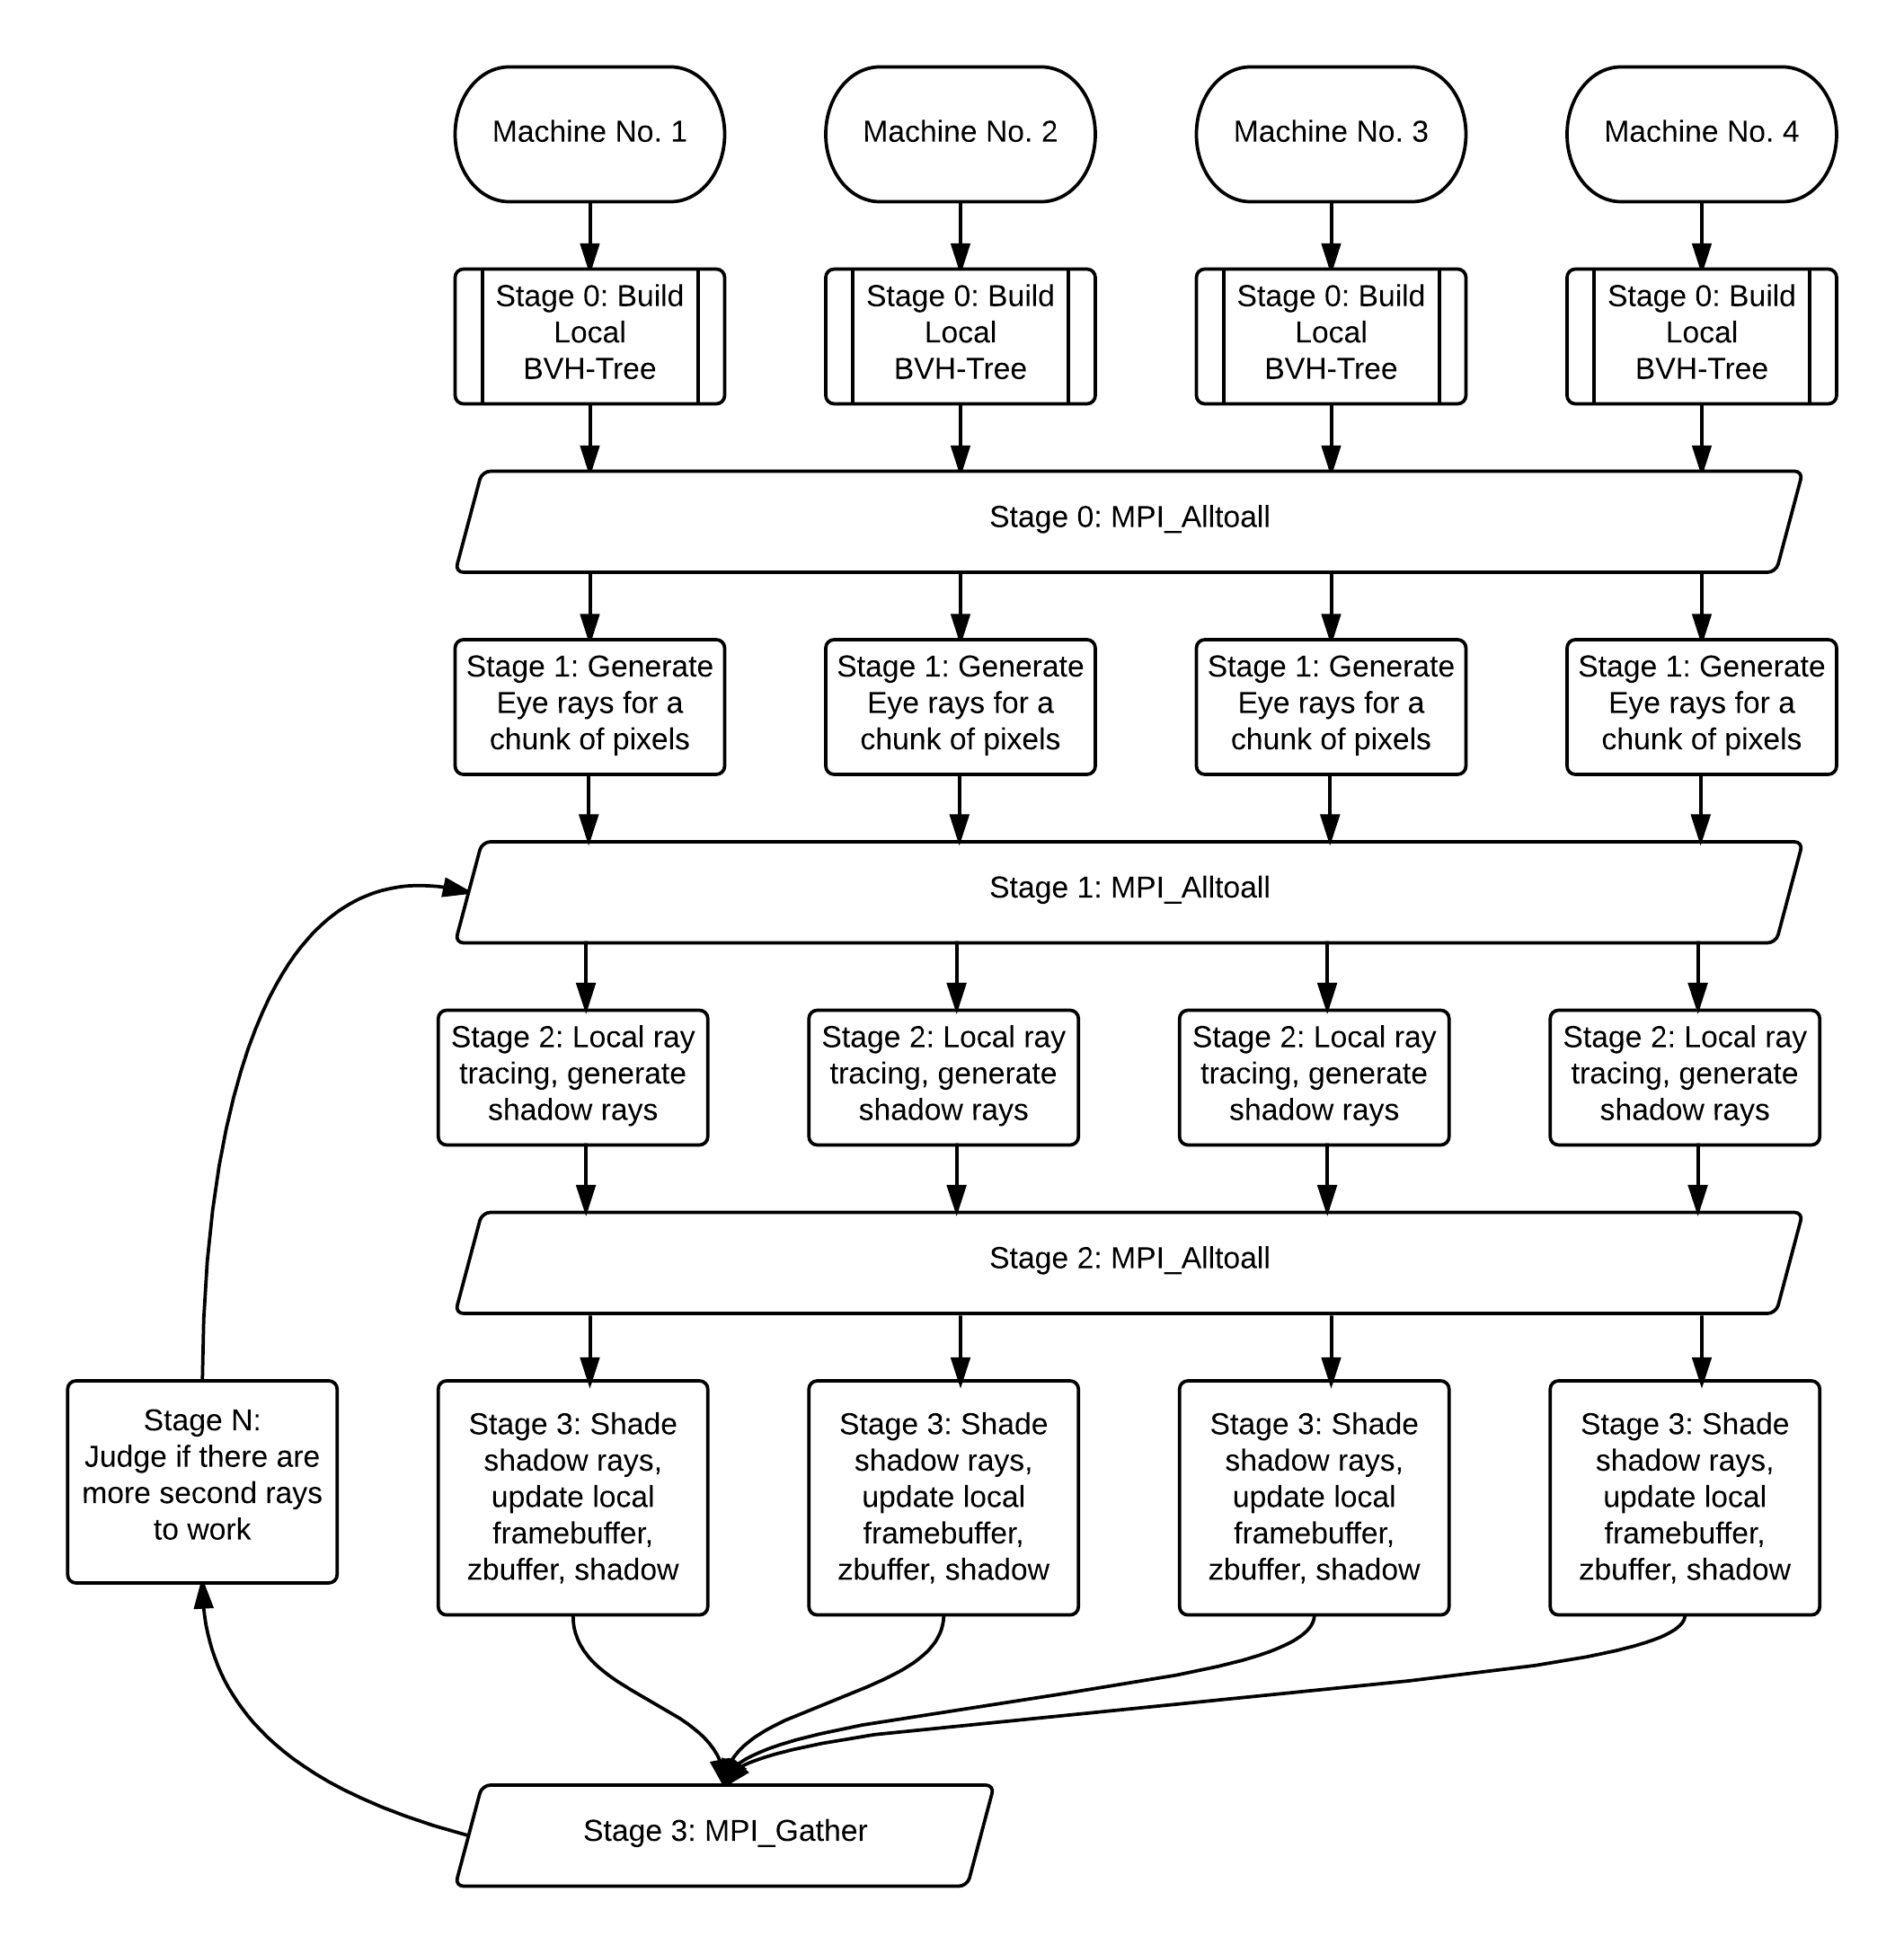 Machine No. 1
Machine No. 2
Machine No. 3
Machine No. 4
Stage 0: Build
Local
BVH-Tree
Stage 0: Build
Local
BVH-Tree
Stage 0: Build
Local
BVH-Tree
Stage 0: Build
Local
BVH-Tree
Stage 0: MPI_Alltoall
Stage 1: Generate
Eye rays for a
chunk of pixels
Stage 1: Generate
Eye rays for a
chunk of pixels
Stage 1: Generate
Eye rays for a
chunk of pixels
Stage 1: Generate
Eye rays for a
chunk of pixels
Stage 1: MPI_Alltoall
Stage 2: Local ray
tracing, generate
shadow rays
Stage 2: Local ray
tracing, generate
shadow rays
Stage 2: Local ray
tracing, generate
shadow rays
Stage 2: Local ray
tracing, generate
shadow rays
Stage 2: MPI_Alltoall
Stage N:
Judge if there are
more second rays
to work
Stage 3: Shade
shadow rays,
update local
framebuffer,
zbuffer, shadow
Stage 3: Shade
shadow rays,
update local
framebuffer,
zbuffer, shadow
Stage 3: Shade
shadow rays,
update local
framebuffer,
zbuffer, shadow
Stage 3: Shade
shadow rays,
update local
framebuffer,
zbuffer, shadow
Stage 3: MPI_Gather